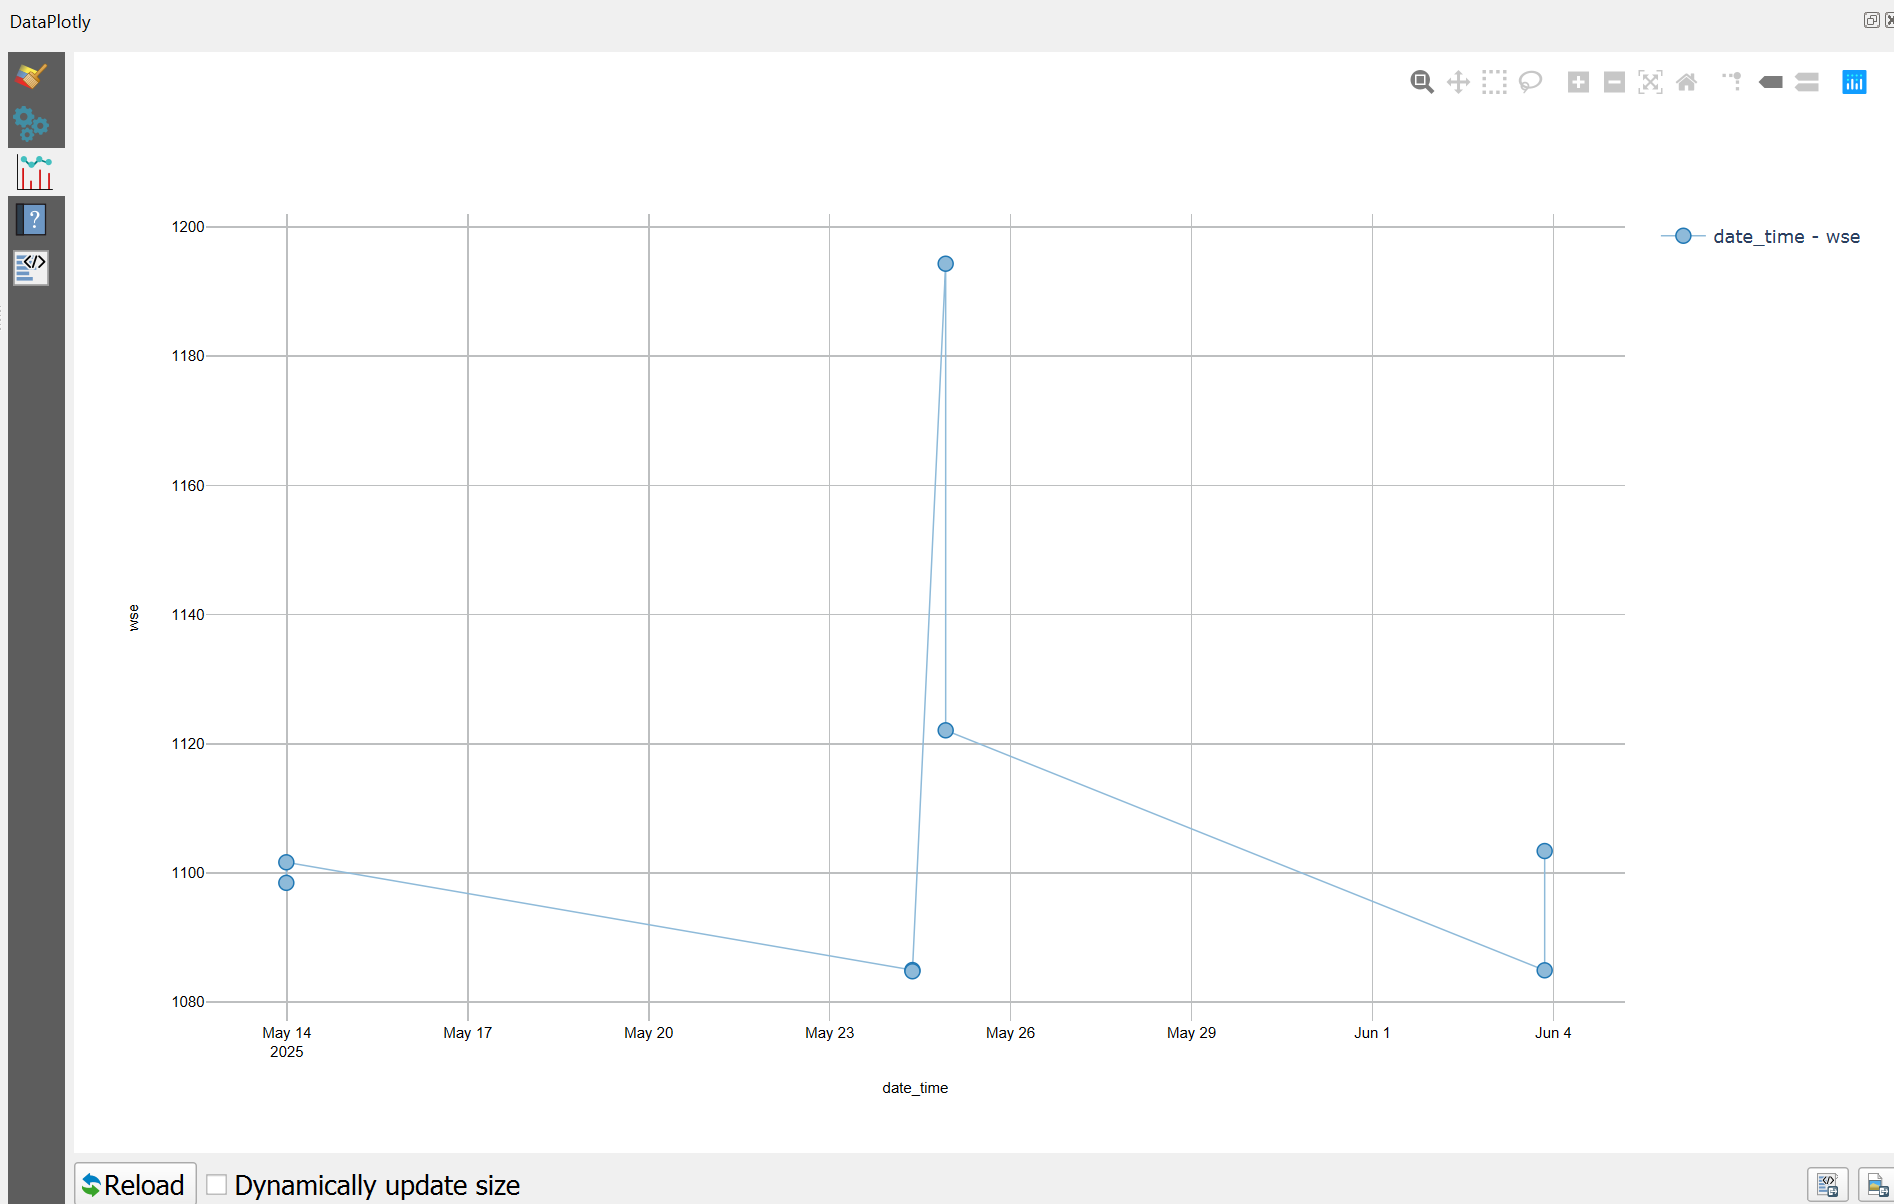 DataPlotly
date_time - wse
1200
1180
1160
1140
1120
1100
1080
wse
May 14
2025
May 17
May 20
May 23
May 26
May 29
Jun 1
Jun 4
date_time
Reload
Dynamically update size